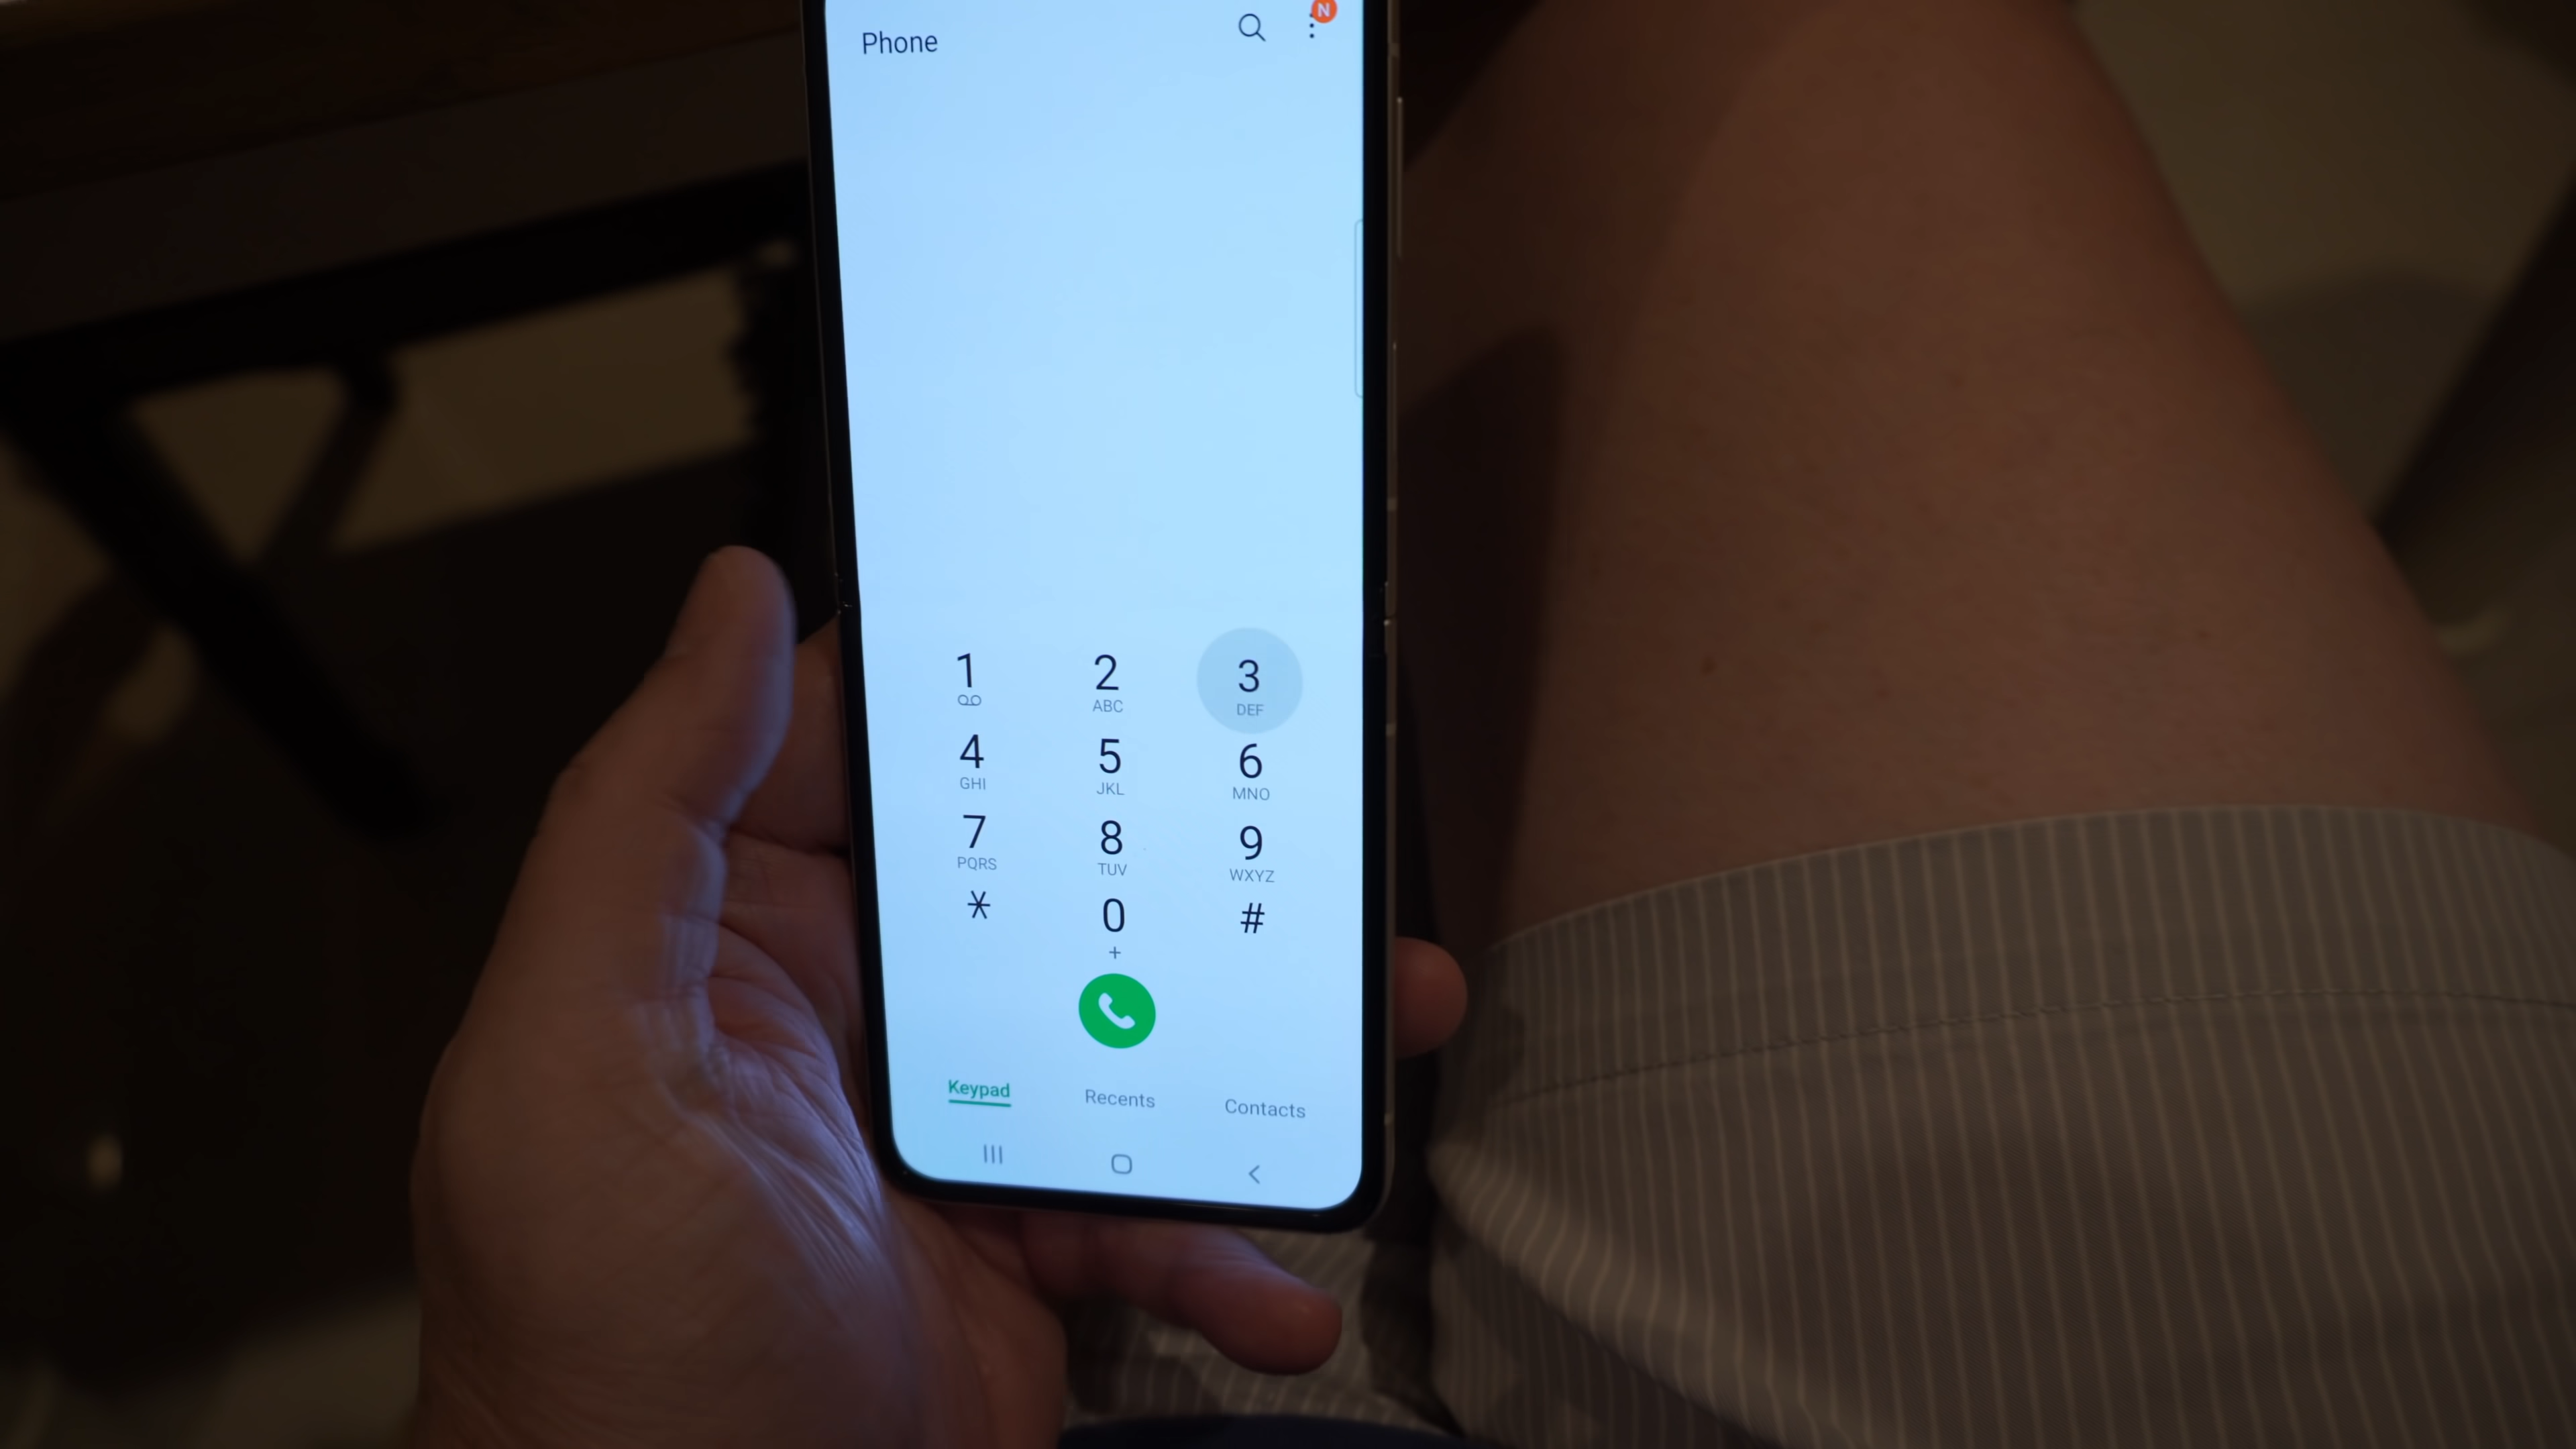 Phone N
1 2 3
ABC DEF
4 5 6
GHI JKL MNO
7 8 9
PQRS TUV WXYZ
* 0 #
+
Keypad Recents Contacts